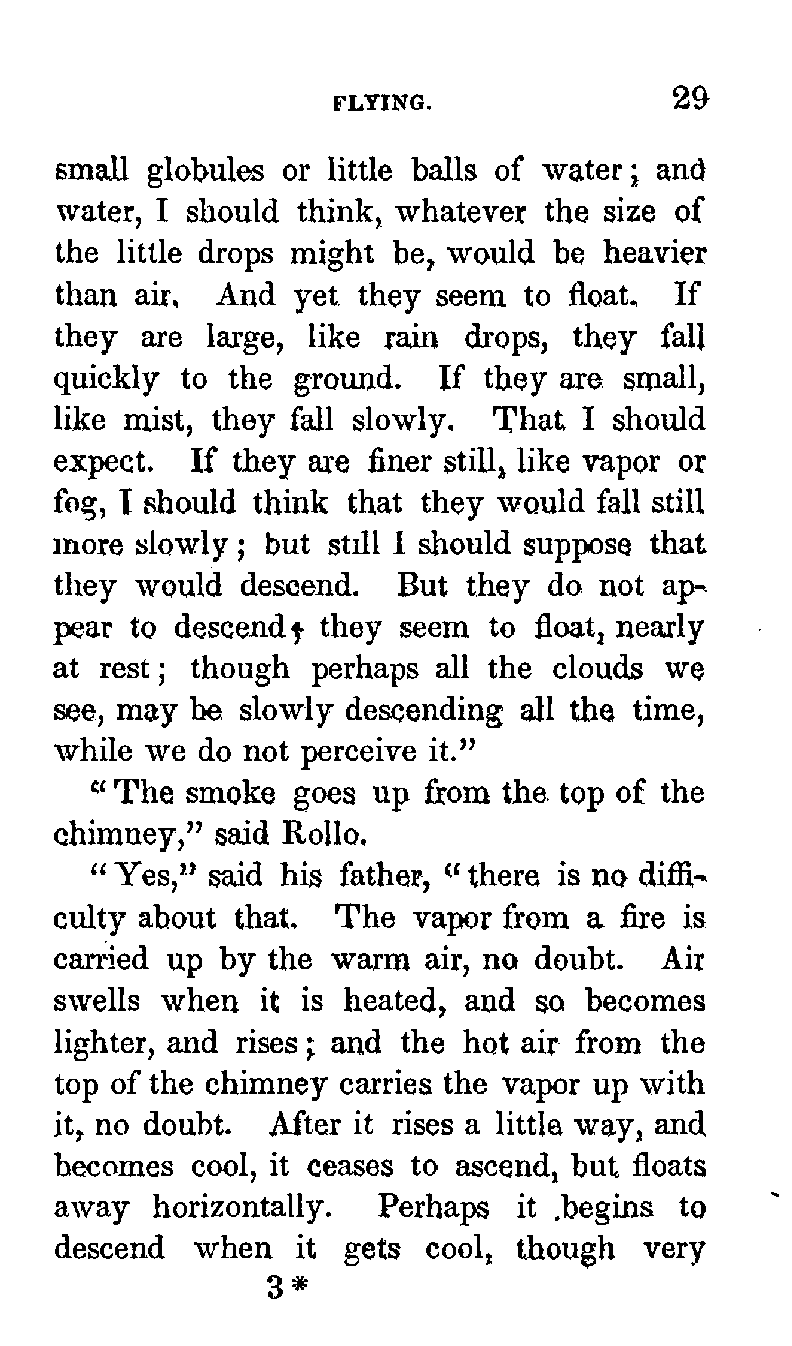 FLYING. 29
small globules or little balls of water; and
water, I should think, whatever the size of
the little drops might be, would be heavier
than air. And yet they seem to float. If
they are large, like rain drops, they fall
quickly to the ground. If they are small,
like mist, they fall slowly. That I should
expect. If they are finer still, like vapor or
fog, I should think that they would fall still
more slowly; but still I should suppose that
they would descend. But they do not ap-
pear to descend; they seem to float, nearly
at rest; though perhaps all the clouds we
see, may be slowly descending all the time,
while we do not perceive it."
"The smoke goes up from the top of the
chimney," said Rollo.
"Yes," said his father, "there is no diffi-
culty about that. The vapor from a fire is
carried up by the warm air, no doubt. Air
swells when it is heated, and so becomes
lighter, and rises; and the hot air from the
top of the chimney carries the vapor up with
it, no doubt. After it rises a little way, and
becomes cool, it ceases to ascend, but floats
away horizontally. Perhaps it begins to
descend when it gets cool, though very
3*